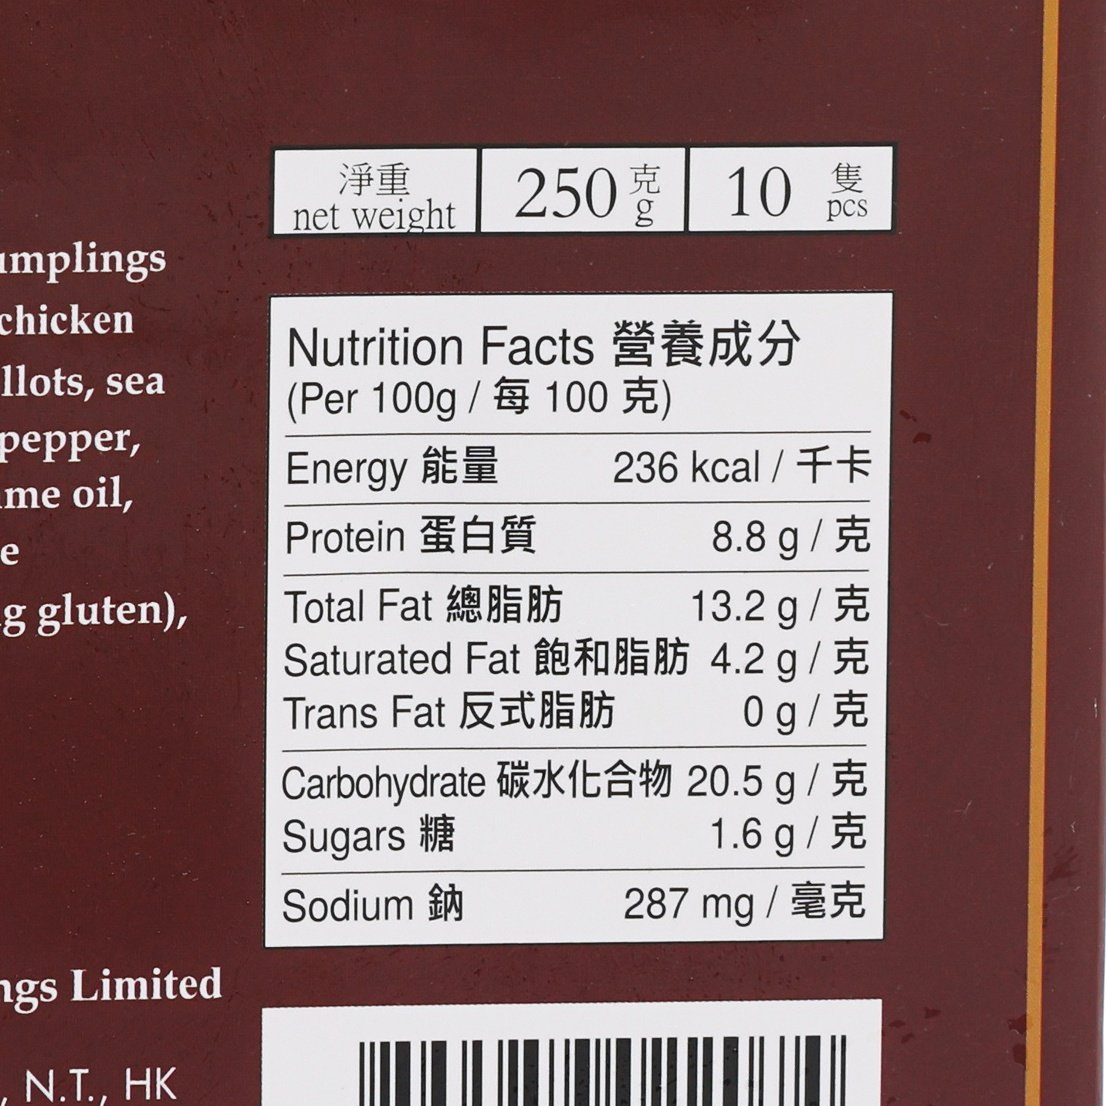 淨重
net weight
250 克
g
10 隻
pcs
chicken
sea
pepper,
oil,
gluten),
Limited
N.T., HK
Nutrition Facts 營養成分
(Per 100g / 每 100 克)
Energy 能量 236 kcal / 千卡
Protein 蛋白質 8.8 g / 克
Total Fat 總脂肪 13.2 g / 克
Saturated Fat 飽和脂肪 4.2 g / 克
Trans Fat 反式脂肪 0 g / 克
Carbohydrate 碳水化合物 20.5 g / 克
Sugars 糖 1.6 g / 克
Sodium 鈉 287 mg / 毫克